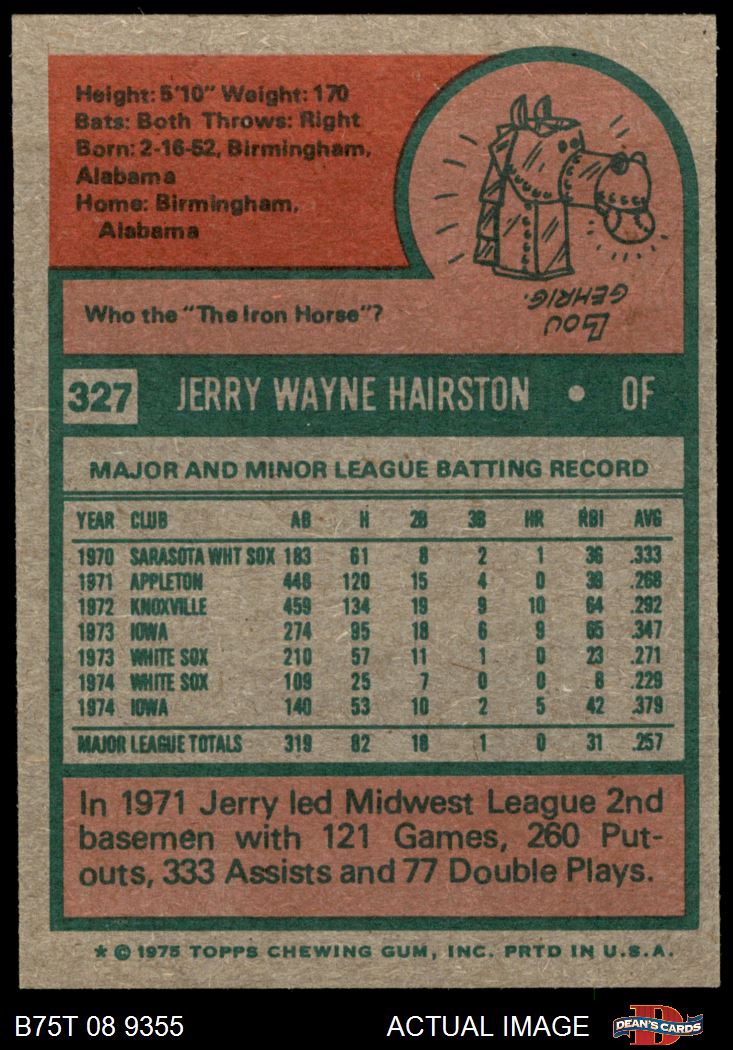 Height: 5'10" Weight: 170
Bats: Both Throws: Right
Born: 2-16-52, Birmingham,
Alabama
Home: Birmingham,
Alabama
Who the "The Iron Horse"?
LOU
GEHRIG.
327 JERRY WAYNE HAIRSTON • OF
MAJOR AND MINOR LEAGUE BATTING RECORD
YEAR CLUB AB H 2B 3B HR RBI AVG
1970 SARASOTA WHT SOX 183 61 8 2 1 36 .333
1971 APPLETON 448 120 15 4 0 38 .268
1972 KNOXVILLE 459 134 19 9 10 64 .292
1973 IOWA 274 95 18 6 9 65 .347
1973 WHITE SOX 210 57 11 1 0 23 .271
1974 WHITE SOX 109 25 7 0 0 8 .229
1974 IOWA 140 53 10 2 5 42 .379
MAJOR LEAGUE TOTALS 319 82 18 1 0 31 .257
In 1971 Jerry led Midwest League 2nd
basemen with 121 Games, 260 Put-
outs, 333 Assists and 77 Double Plays.
* © 1975 TOPPS CHEWING GUM, INC. PRTD IN U.S.A.
B75T 08 9355 ACTUAL IMAGE DEAN'S CARDS